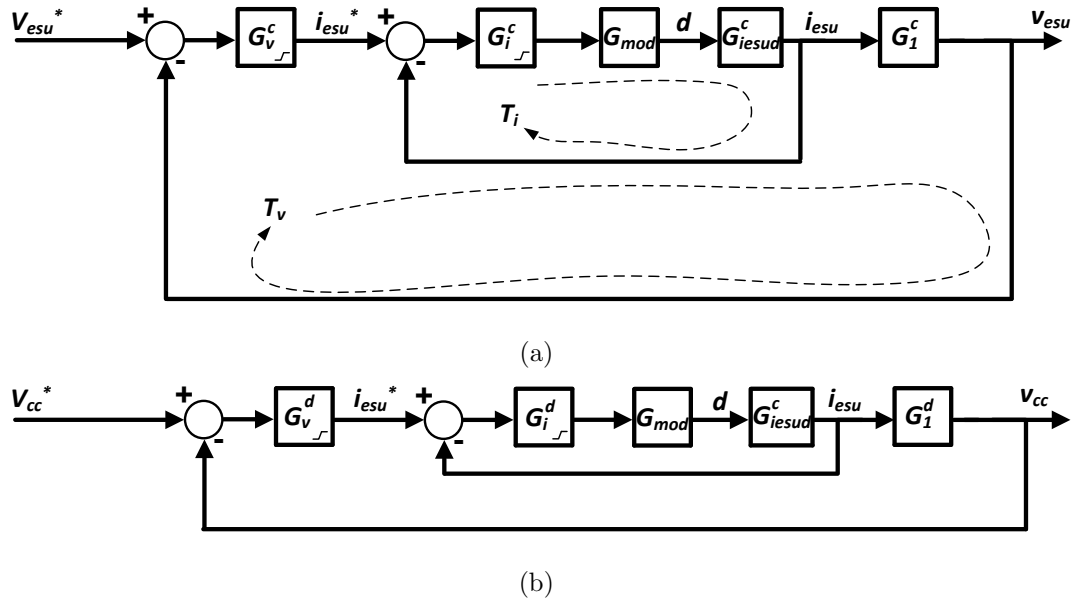 V_esu* + - G_v^c i_esu* + - G_i^c G_mod d G_iesud^c i_esu G_1^c v_esu
T_i
T_v
(a)
V_cc* + - G_v^d i_esu* + - G_i^d G_mod d G_iesud^c i_esu G_1^d v_cc
(b)